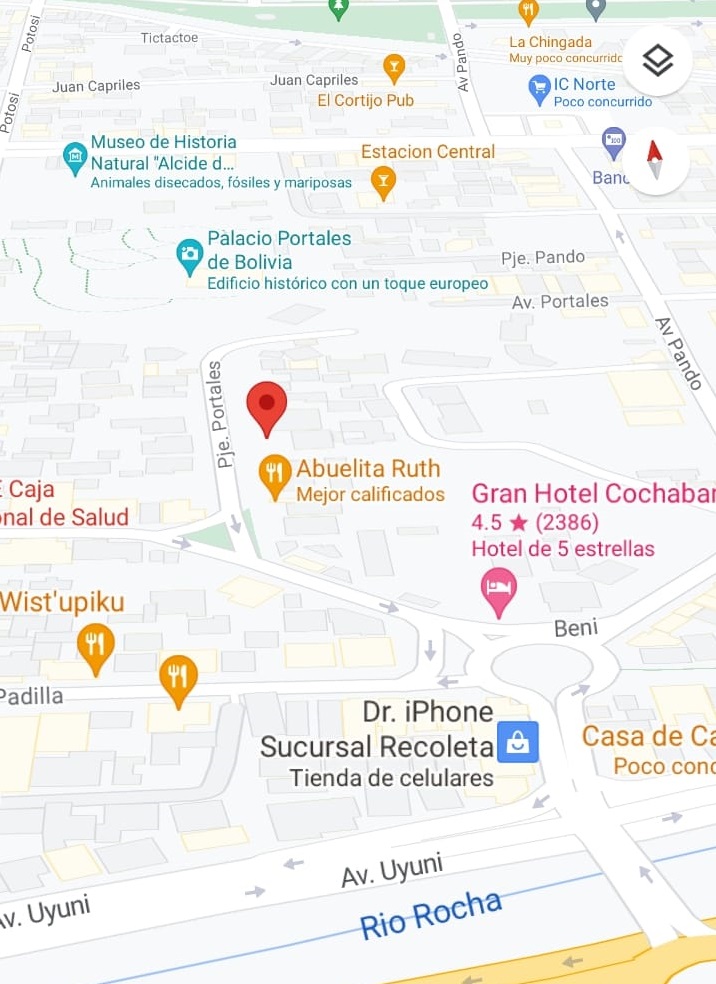 Potosi
Tictactoe
Av Pando
La Chingada
Muy poco concurrido
Juan Capriles
Juan Capriles
El Cortijo Pub
IC Norte
Poco concurrido
Potosi
Museo de Historia
Natural "Alcide d...
Animales disecados, fósiles y mariposas
Estacion Central
100
Banc
Palacio Portales
de Bolivia
Edificio histórico con un toque europeo
Pje. Pando
Av. Portales
Av Pando
Pje. Portales
Abuelita Ruth
Mejor calificados
E Caja
onal de Salud
Gran Hotel Cochabar
4.5 ★ (2386)
Hotel de 5 estrellas
Wist'upiku
Beni
Padilla
Dr. iPhone
Sucursal Recoleta
Tienda de celulares
Casa de Ca
Poco conc
Av. Uyuni
Av. Uyuni
Rio Rocha